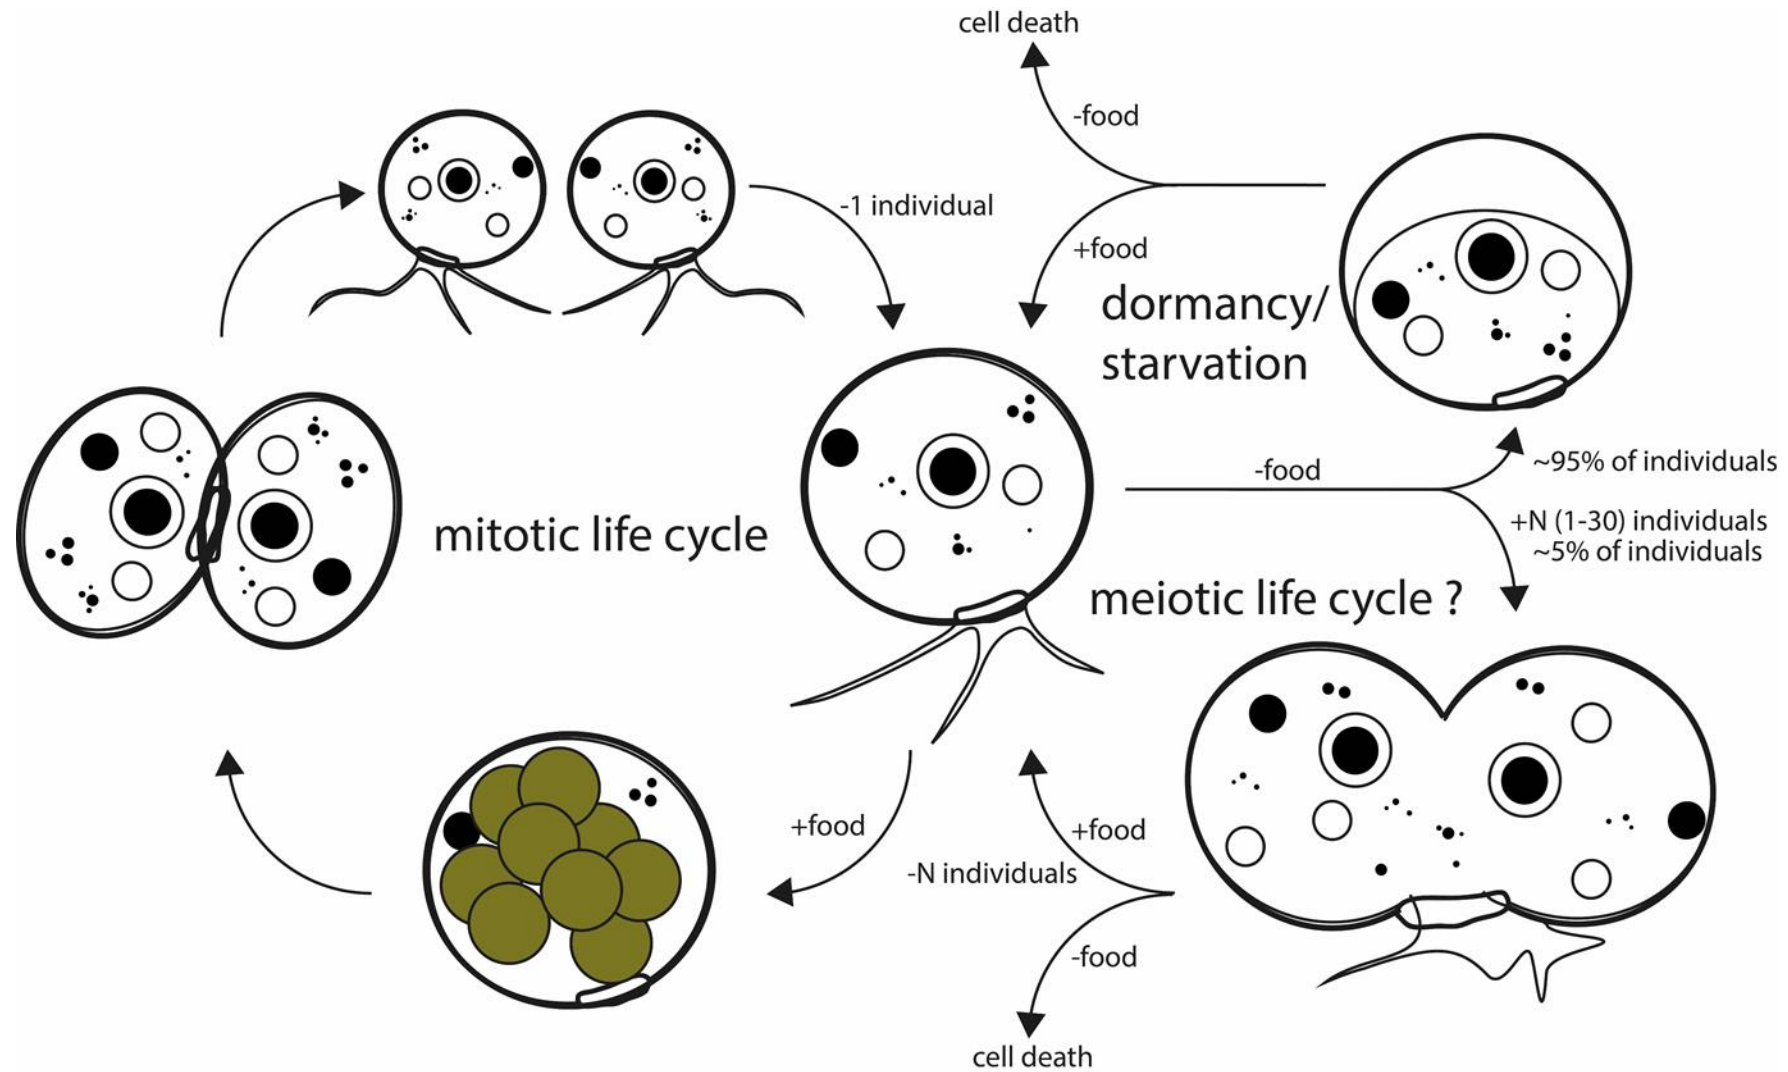 cell death
-food
-1 individual
+food
dormancy/
starvation
-food
~95% of individuals
+N (1-30) individuals
~5% of individuals
mitotic life cycle
meiotic life cycle ?
+food
+food
-N individuals
-food
cell death